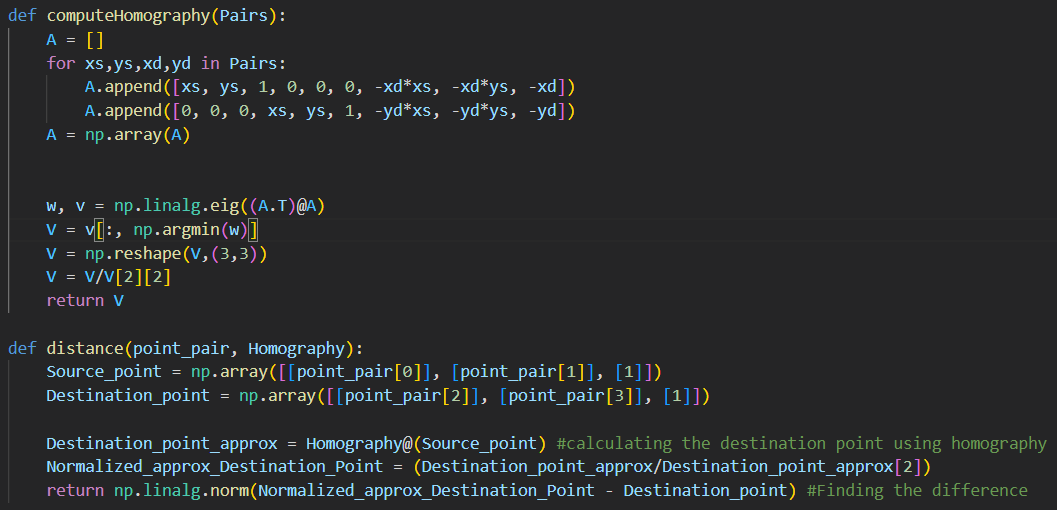 def computeHomography(Pairs):
    A = []
    for xs,ys,xd,yd in Pairs:
        A.append([xs, ys, 1, 0, 0, 0, -xd*xs, -xd*ys, -xd])
        A.append([0, 0, 0, xs, ys, 1, -yd*xs, -yd*ys, -yd])
    A = np.array(A)
    w, v = np.linalg.eig((A.T)@A)
    V = v[:, np.argmin(w)]
    V = np.reshape(V,(3,3))
    V = V/V[2][2]
    return V
def distance(point_pair, Homography):
    Source_point = np.array([[point_pair[0]], [point_pair[1]], [1]])
    Destination_point = np.array([[point_pair[2]], [point_pair[3]], [1]])
    Destination_point_approx = Homography@(Source_point) #calculating the destination point using homography
    Normalized_approx_Destination_Point = (Destination_point_approx/Destination_point_approx[2])
    return np.linalg.norm(Normalized_approx_Destination_Point - Destination_point) #Finding the difference